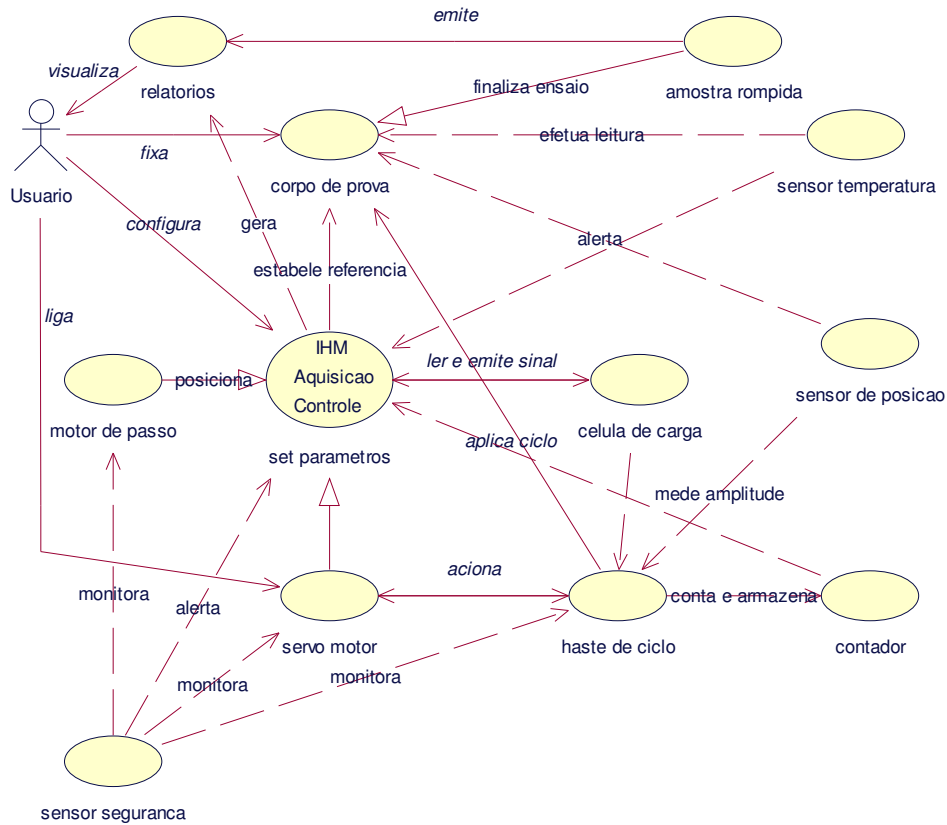 emite
visualiza
relatorios
finaliza ensaio
amostra rompida
fixa
efetua leitura
Usuario
corpo de prova
sensor temperatura
configura
gera
alerta
estabele referencia
liga
IHM
Aquisicao
Controle
ler e emite sinal
posiciona
sensor de posicao
motor de passo
set parametros
aplica ciclo
celula de carga
mede amplitude
aciona
monitora
alerta
conta e armazena
servo motor
haste de ciclo
contador
monitora
monitora
sensor seguranca